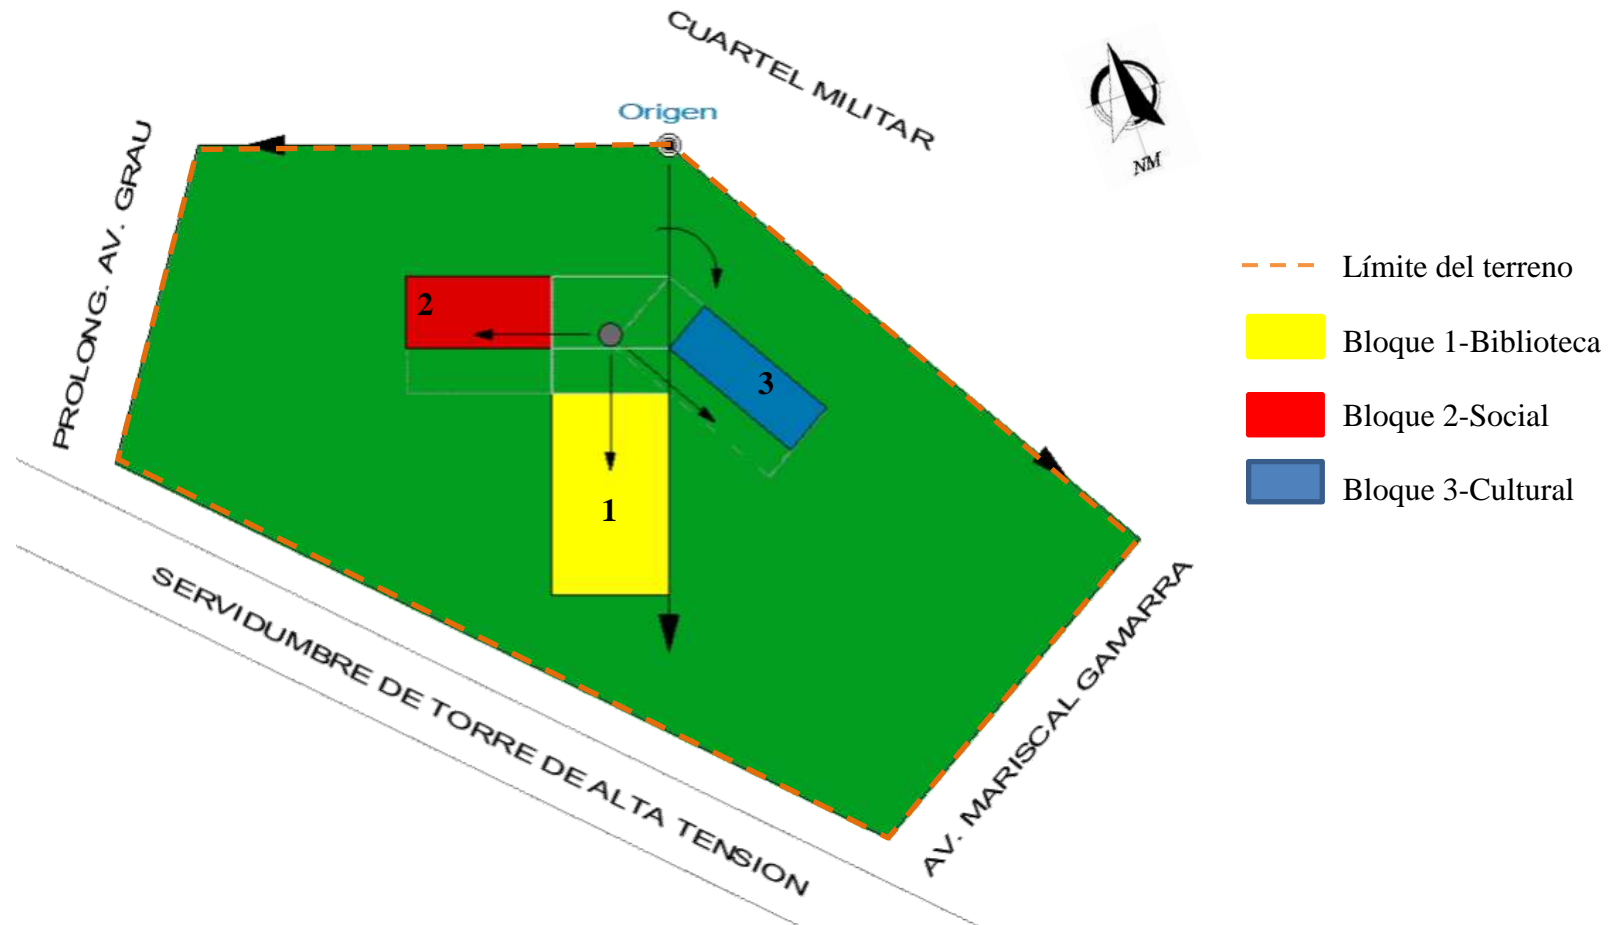 CUARTEL MILITAR
Origen
NM
PROLONG. AV. GRAU
Límite del terreno
2
Bloque 1-Biblioteca
3
Bloque 2-Social
1
Bloque 3-Cultural
SERVIDUMBRE DE TORRE DE ALTA TENSION
AV. MARISCAL GAMARRA